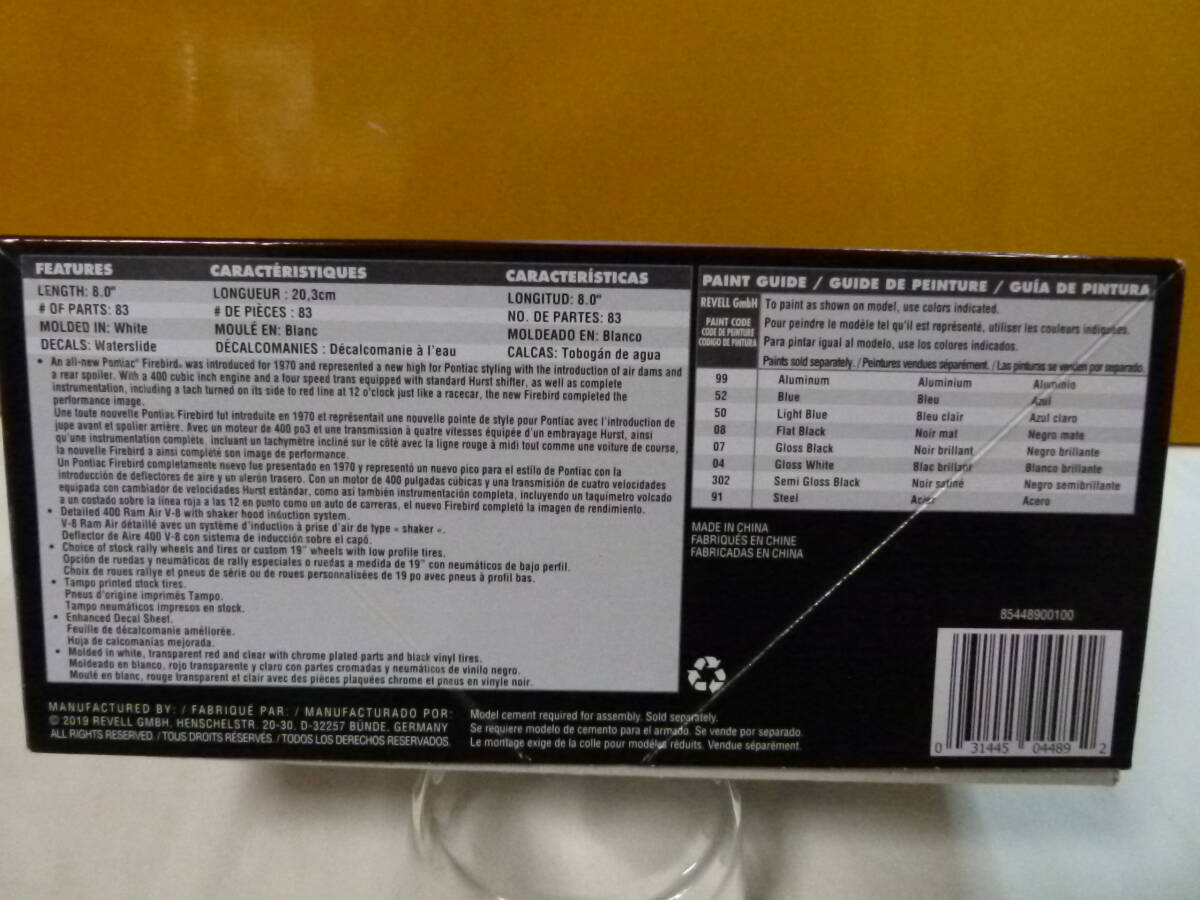 FEATURES
LENGTH: 8.0"
# OF PARTS: 83
MOLDED IN: White
DECALS: Waterslide
CARACTÉRISTIQUES
LONGUEUR : 20,3cm
# DE PIÈCES : 83
MOULÉ EN: Blanc
DÉCALCOMANIES : Décalcomanie à l'eau
CARACTERÍSTICAS
LONGITUD: 8.0"
NO. DE PARTES: 83
MOLDEADO EN: Blanco
CALCAS: Tobogán de agua
• An all-new Pontiac® Firebird® was introduced for 1970 and represented a new high for Pontiac styling with the introduction of air dams and
a rear spoiler. With a 400 cubic inch engine and a four speed trans equipped with standard Hurst shifter, as well as complete
instrumentation, including a tach turned on its side to red line at 12 o'clock just like a racecar, the new Firebird completed the
performance image.
Une toute nouvelle Pontiac Firebird fut introduite en 1970 et représentait une nouvelle pointe de style pour Pontiac avec l'introduction de
jupe avant et spoiler arrière. Avec un moteur de 400 po3 et une transmission à quatre vitesses équipée d'un embrayage Hurst, ainsi
qu'une instrumentation complète, incluant un tachymètre incliné sur le côté avec la ligne rouge à midi tout comme une voiture de course,
la nouvelle Firebird a ainsi complété son image de performance.
Un Pontiac Firebird completamente nuevo fue presentado en 1970 y representó un nuevo pico para el estilo de Pontiac con la
introducción de deflectores de aire y un alerón trasero. Con un motor de 400 pulgadas cúbicas y una transmisión de cuatro velocidades
equipada con cambiador de velocidades Hurst estándar, como asi también instrumentación completa, incluyendo un taquímetro volcado
a un costado sobre la línea roja a las 12 en punto como un auto de carreras, el nuevo Firebird completó la imagen de rendimiento.
• Detailed 400 Ram Air V-8 with shaker hood induction system.
V-8 Ram Air détaillé avec un système d'induction à prise d'air de type « shaker ».
Deflector de Aire 400 V-8 con sistema de inducción sobre el capó.
• Choice of stock rally wheels and tires or custom 19" wheels with low profile tires.
Opción de ruedas y neumáticos de rally especiales o ruedas a medida de 19" con neumáticos de bajo perfil.
Choix de roues rallye et pneus de série ou de roues personnalisées de 19 po avec pneus à profil bas.
• Tampo printed stock tires.
Pneus d'origine imprimés Tampo.
Tampo neumáticos impresos en stock.
• Enhanced Decal Sheet.
Feuille de décalcomanie améliorée.
Hoja de calcomanias mejorada.
• Molded in white, transparent red and clear with chrome plated parts and black vinyl tires.
Moldeado en blanco, rojo transparente y claro con partes cromadas y neumáticos de vinilo negro.
Moulé en blanc, rouge transparent et clair avec des pièces plaquées chrome et pneus en vinyle noir.
MANUFACTURED BY: / FABRIQUÉ PAR: / MANUFACTURADO POR:
© 2019 REVELL GMBH. HENSCHELSTR. 20-30. D-32257 BÜNDE. GERMANY
ALL RIGHTS RESERVED. / TOUS DROITS RÉSERVÉS. / TODOS LOS DERECHOS RESERVADOS.
Model cement required for assembly. Sold separately.
Se requiere modelo de cemento para el armado. Se vende por separado.
Le montage exige de la colle pour modèles réduits. Vendue séparément.
PAINT GUIDE / GUIDE DE PEINTURE / GUÍA DE PINTURA
REVELL GmbH
PAINT CODE
CODE DE PEINTURE
CÓDIGO DE PINTURA
To paint as shown on model, use colors indicated.
Pour peindre le modèle tel qu'il est représenté, utiliser les couleurs indiquées.
Para pintar igual al modelo, use los colores indicados.
Paints sold separately. / Peintures vendues séparément. / Las pinturas se venden por separado.
99 Aluminum Aluminium Aluminio
52 Blue Bleu Azul
50 Light Blue Bleu clair Azul claro
08 Flat Black Noir mat Negro mate
07 Gloss Black Noir brillant Negro brillante
04 Gloss White Blac brillant Blanco brillante
302 Semi Gloss Black Noir satiné Negro semibrillante
91 Steel Acier Acero
MADE IN CHINA
FABRIQUÉS EN CHINE
FABRICADAS EN CHINA
85448900100
0 31445 04489 2